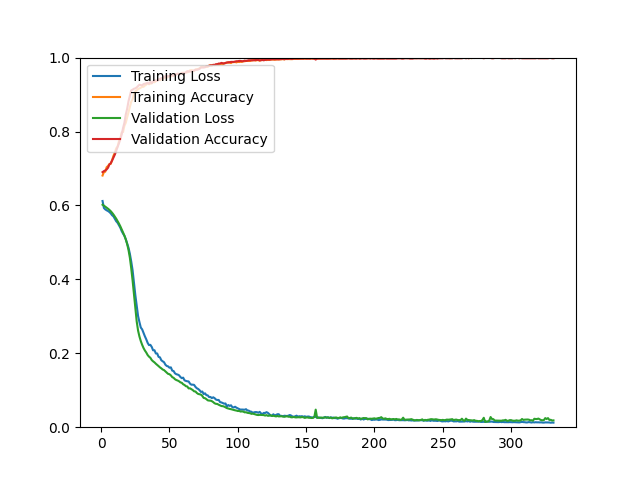 1.0
0.8
0.6
0.4
0.2
0.0
Training Loss
Training Accuracy
Validation Loss
Validation Accuracy
0 50 100 150 200 250 300